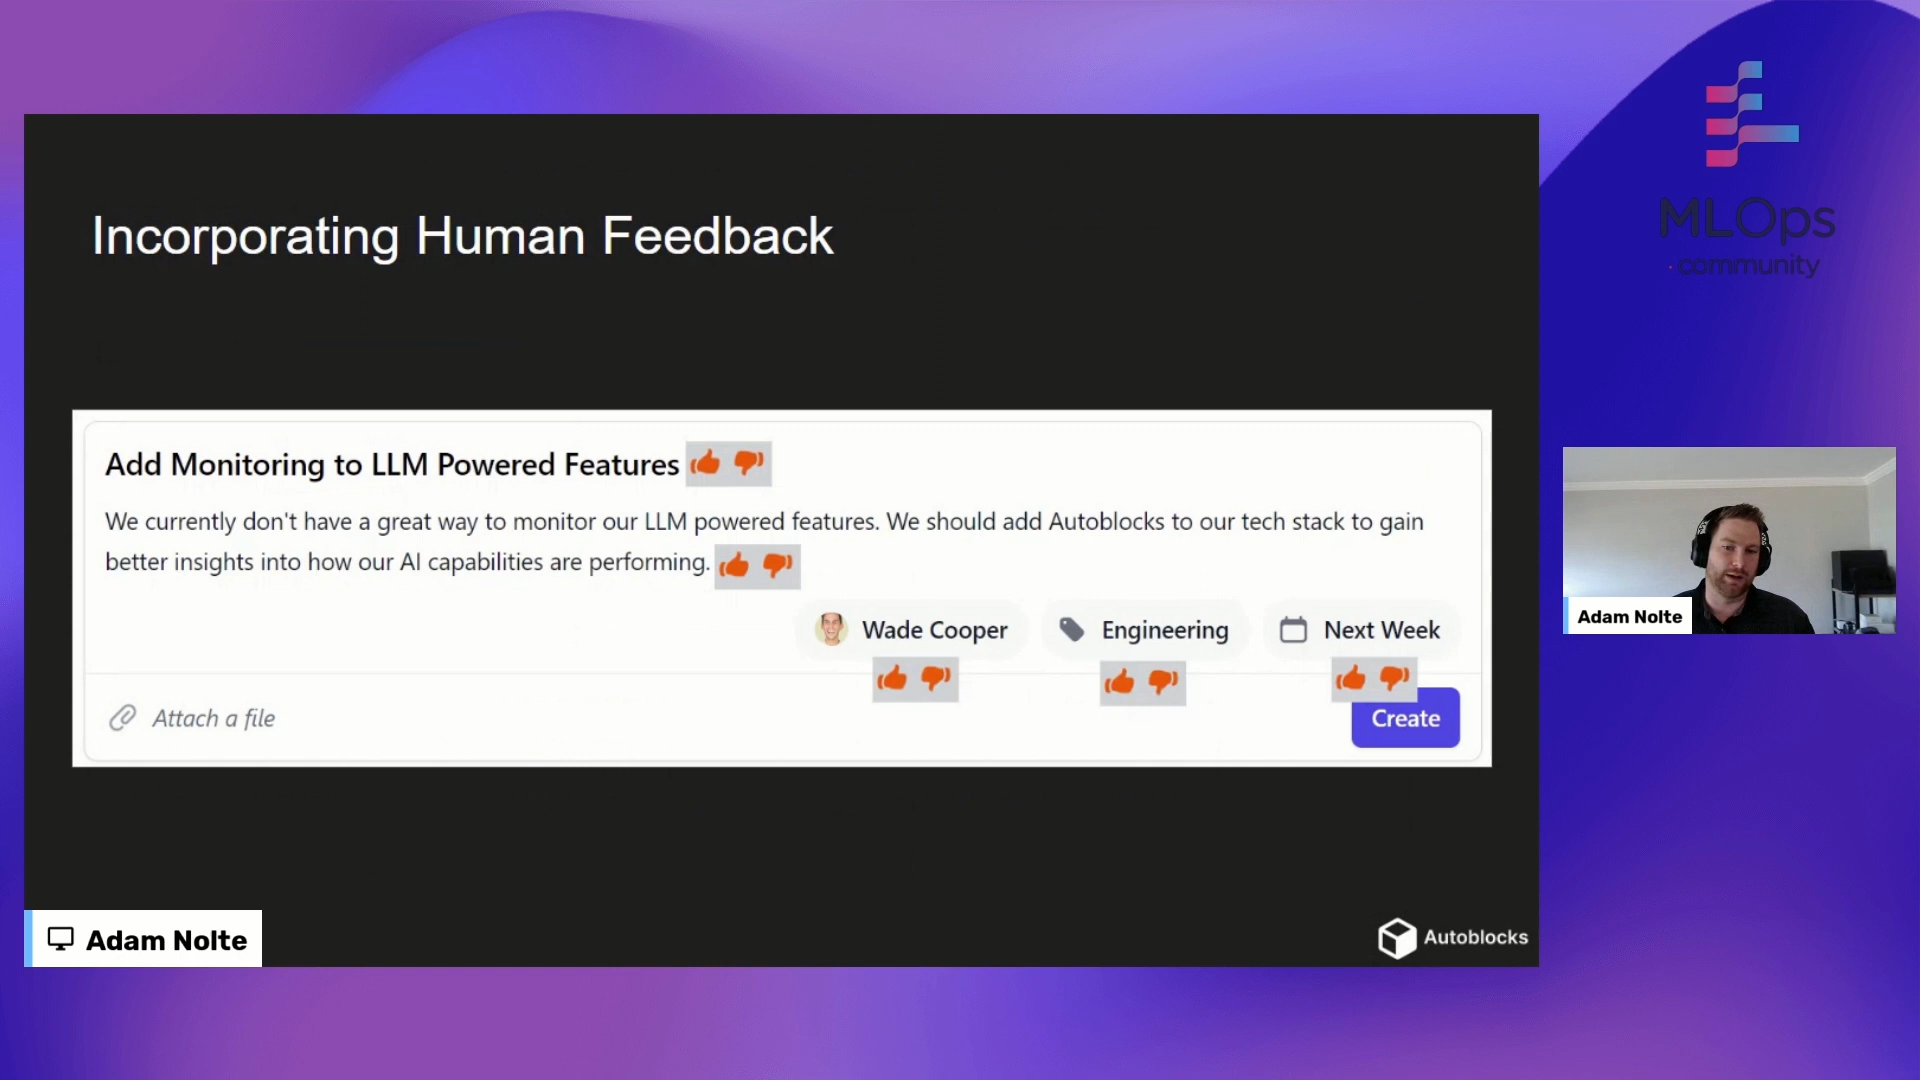 MLOps
community
Incorporating Human Feedback
Add Monitoring to LLM Powered Features
We currently don't have a great way to monitor our LLM powered features. We should add Autoblocks to our tech stack to gain
better insights into how our AI capabilities are performing.
Wade Cooper
Engineering
Next Week
Attach a file
Create
Adam Nolte
Adam Nolte
Autoblocks